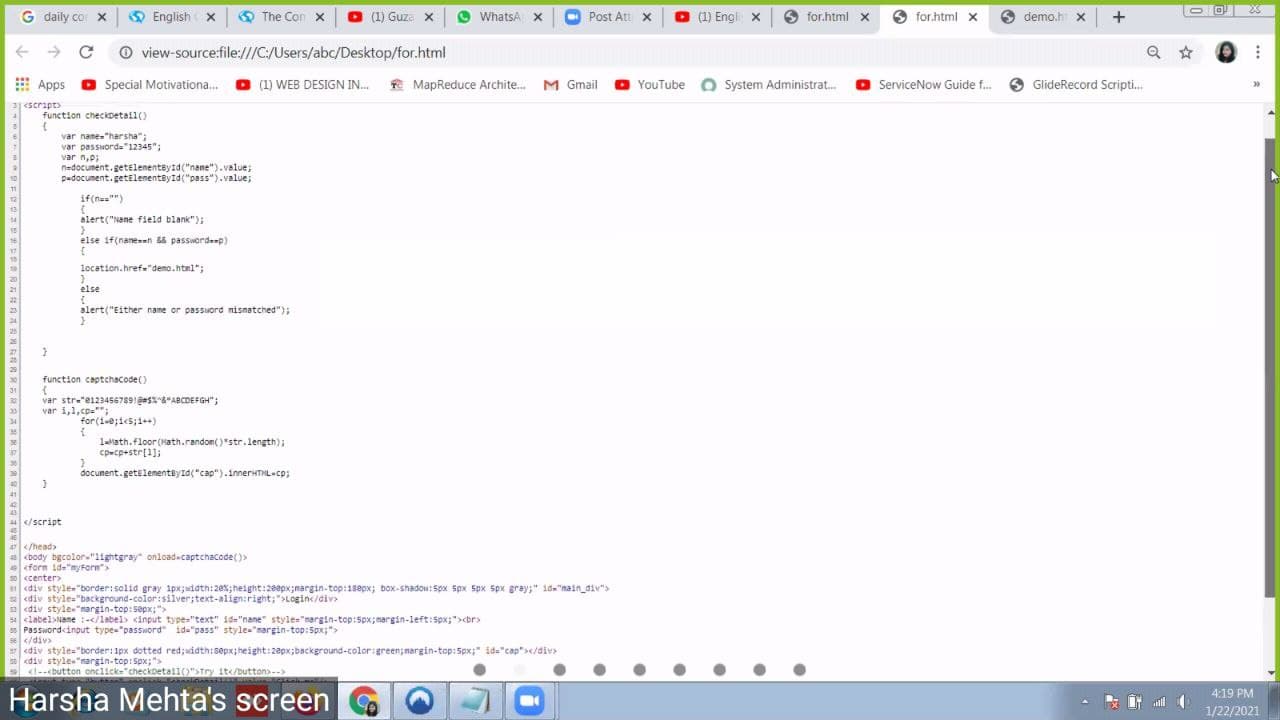 daily cor
English (
The Con
(1) Guza
WhatsA
Post Att
(1) Engli
for.html
for.html
demo.ht
view-source:file:///C:/Users/abc/Desktop/for.html
Apps
Special Motivationa...
(1) WEB DESIGN IN...
MapReduce Archite...
Gmail
YouTube
System Administrat...
ServiceNow Guide f...
GlideRecord Scripti...
»
3 <script>
4 function checkDetail()
5 {
6 var name="harsha";
7 var password="12345";
8 var n,p;
9 n=document.getElementById("name").value;
10 p=document.getElementById("pass").value;
11
12 if(n=="")
13 {
14 alert("Name field blank");
15 }
16 else if(name==n && password==p)
17 {
18
19 location.href="demo.html";
20 }
21 else
22 {
23 alert("Either name or password mismatched");
24 }
25
26
27 }
28
29
30 function captchaCode()
31 {
32 var str="0123456789!@#$%^&*ABCDEFGH";
33 var i,l,cp="";
34 for(i=0;i<5;i++)
35 {
36 l=Math.floor(Math.random()*str.length);
37 cp=cp+str[l];
38 }
39 document.getElementById("cap").innerHTML=cp;
40 }
41
42
43
44 </script
45
46
47 </head>
48 <body bgcolor="lightgray" onload=captchaCode()>
49 <form id="myForm">
50 <center>
51 <div style="border:solid gray 1px;width:20%;height:200px;margin-top:180px; box-shadow:5px 5px 5px 5px gray;" id="main_div">
52 <div style="background-color:silver;text-align:right;">Login</div>
53 <div style="margin-top:50px;">
54 <label>Name :-</label> <input type="text" id="name" style="margin-top:5px;margin-left:5px;"><br>
55 Password<input type="password" id="pass" style="margin-top:5px;">
56 </div>
57 <div style="border:1px dotted red;width:80px;height:20px;background-color:green;margin-top:5px;" id="cap"></div>
58 <div style="margin-top:5px;">
59 <!--<button onclick="checkDetail()">Try it</button>-->
Harsha Mehta's screen
4:19 PM
1/22/2021